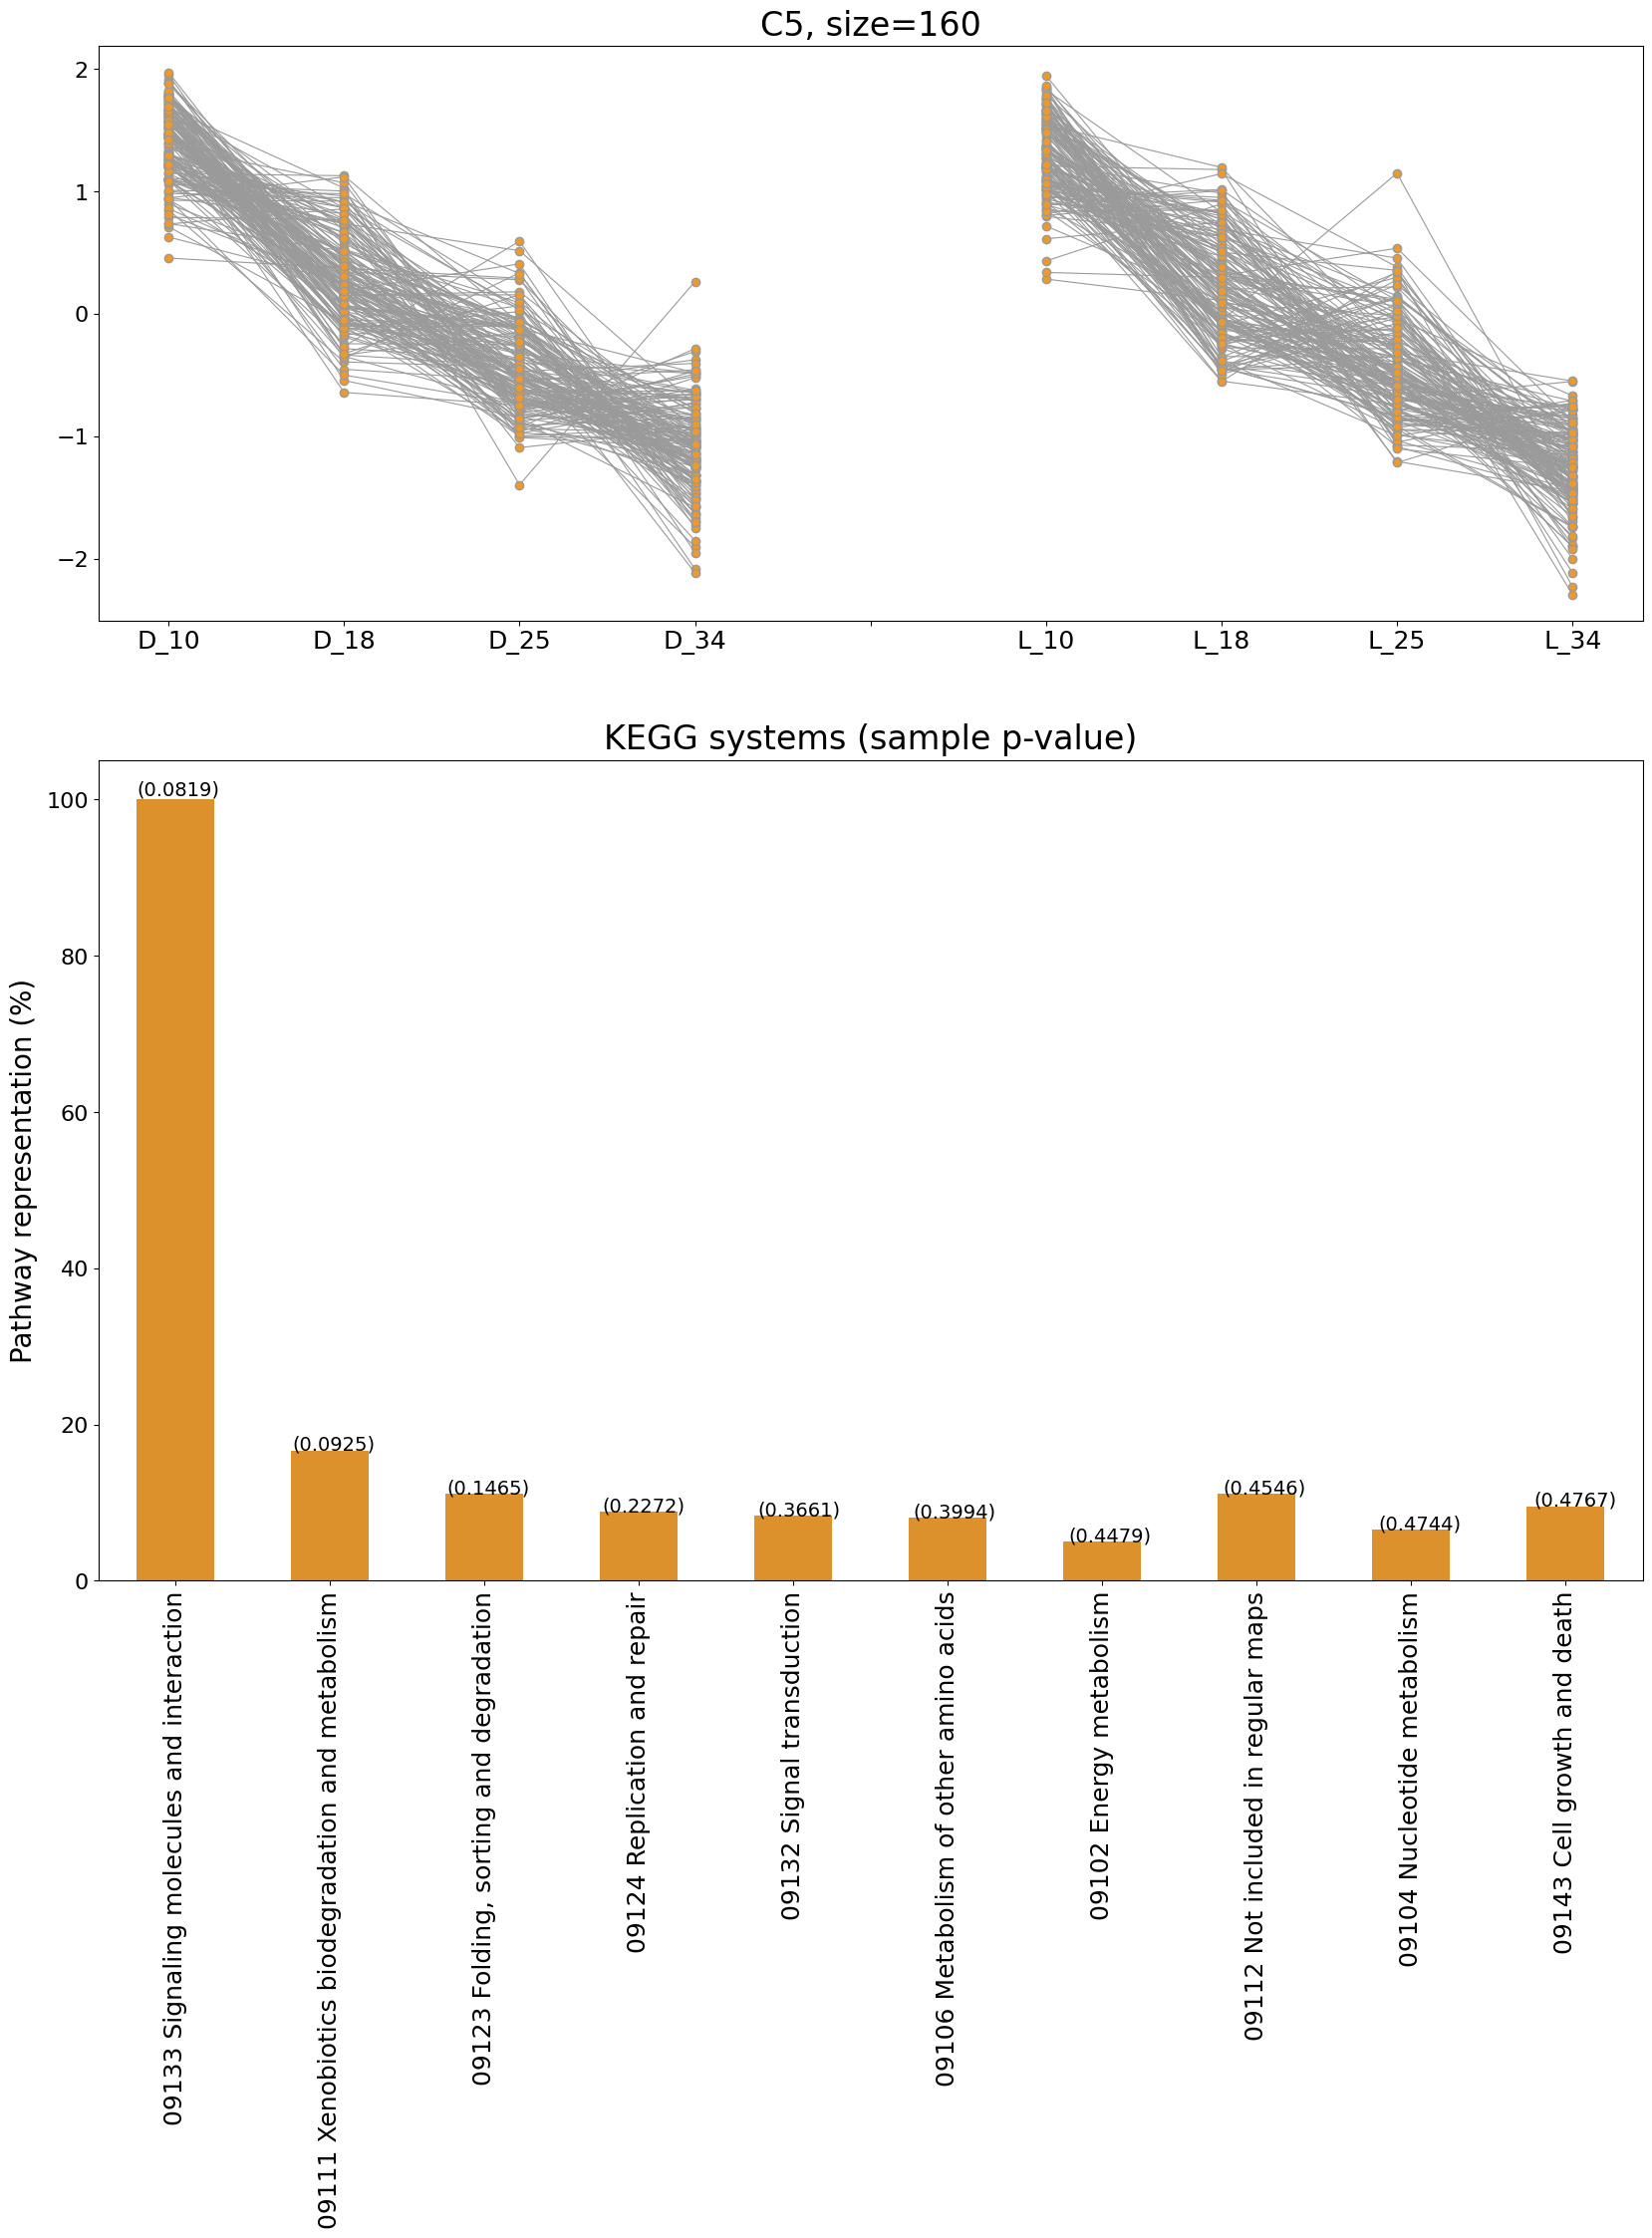 C5, size=160
2
1
0
−1
−2
D_10 D_18 D_25 D_34 L_10 L_18 L_25 L_34
KEGG systems (sample p-value)
Pathway representation (%)
100
80
60
40
20
0
(0.0819)
(0.0925)
(0.1465)
(0.2272)
(0.3661)
(0.3994)
(0.4479)
(0.4546)
(0.4744)
(0.4767)
09133 Signaling molecules and interaction
09111 Xenobiotics biodegradation and metabolism
09123 Folding, sorting and degradation
09124 Replication and repair
09132 Signal transduction
09106 Metabolism of other amino acids
09102 Energy metabolism
09112 Not included in regular maps
09104 Nucleotide metabolism
09143 Cell growth and death